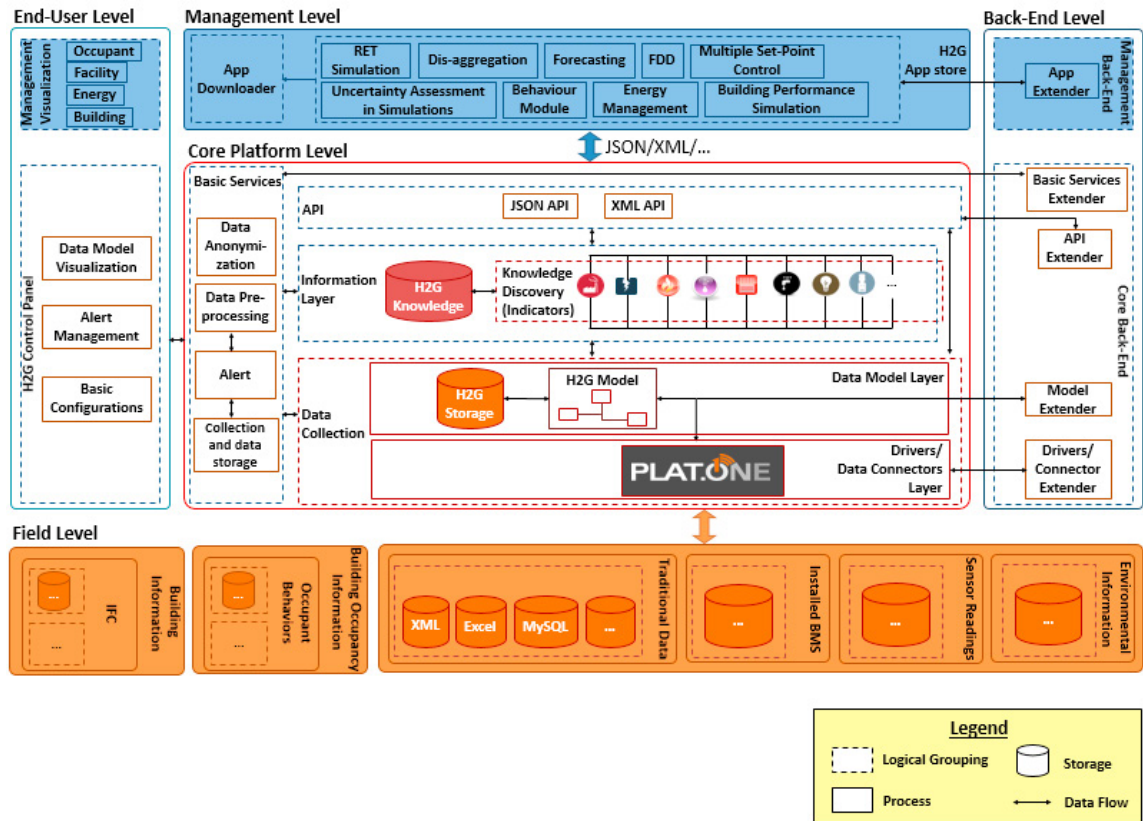 End-User Level
Management Level
Back-End Level
Management
Visualization
Occupant
Facility
Energy
Building
App
Downloader
RET
Simulation
Dis-aggregation
Forecasting
FDD
Multiple Set-Point
Control
Uncertainty Assessment
in Simulations
Behaviour
Module
Energy
Management
Building Performance
Simulation
H2G
App store
App
Extender
Management
Back-End
JSON/XML/...
Core Platform Level
H2G Control Panel
Data Model
Visualization
Alert
Management
Basic
Configurations
Basic Services
Data
Anonymi-
zation
Data Pre-
processing
Alert
Collection
and data
storage
API
JSON API
XML API
Information
Layer
H2G
Knowledge
Knowledge
Discovery
(Indicators)
...
Data
Collection
H2G
Storage
H2G Model
Data Model Layer
PLAT.ONE
Drivers/
Data Connectors
Layer
Basic Services
Extender
API
Extender
Core Back-End
Model
Extender
Drivers/
Connector
Extender
Field Level
...
...
IFC
Building
Information
...
...
Occupant
Behaviors
Building Occupancy
Information
XML
Excel
MySQL
...
Traditional Data
...
Installed BMS
...
Sensor Readings
...
Environmental
Information
Legend
Logical Grouping
Storage
Process
Data Flow